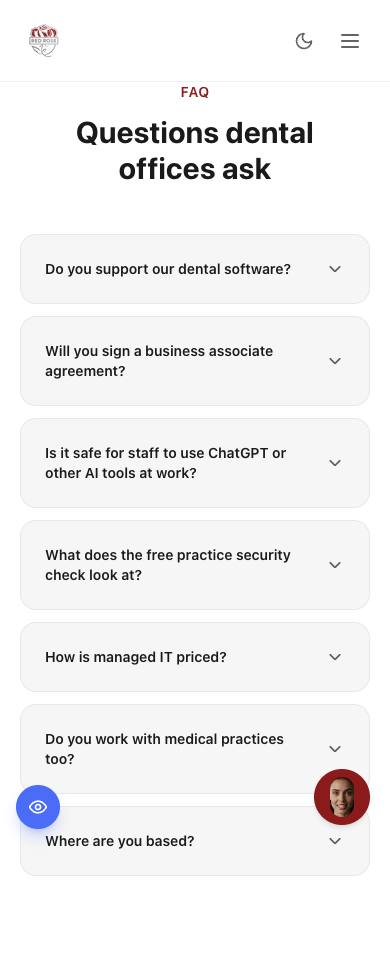 RED ROSE
FAQ
Questions dental
offices ask
Do you support our dental software?
Will you sign a business associate
agreement?
Is it safe for staff to use ChatGPT or
other AI tools at work?
What does the free practice security
check look at?
How is managed IT priced?
Do you work with medical practices
too?
Where are you based?